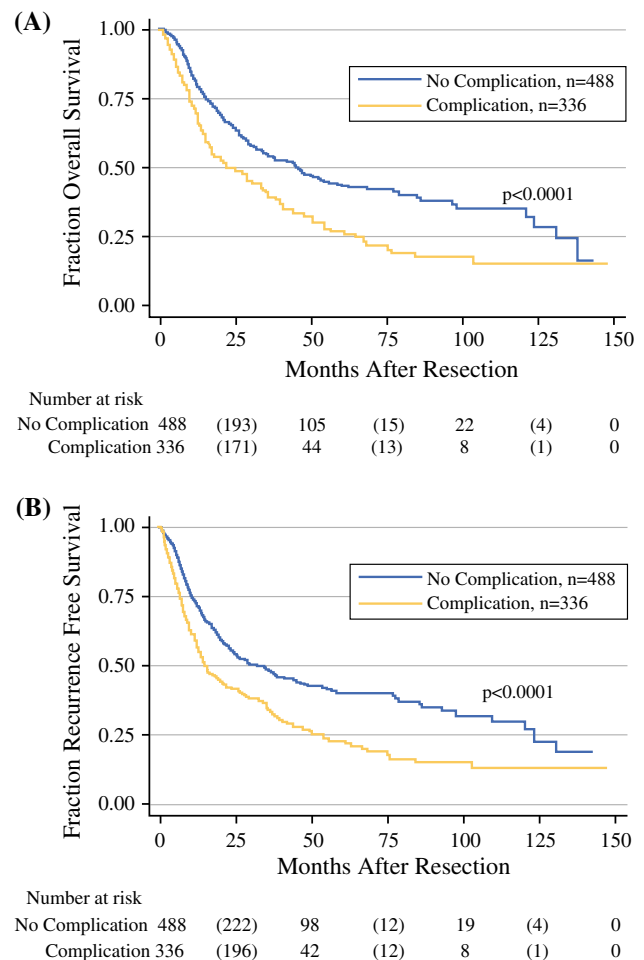 (A)
Fraction Overall Survival
1.00
0.75
0.50
0.25
0.00
No Complication, n=488
Complication, n=336
p<0.0001
0 25 50 75 100 125 150
Months After Resection
Number at risk
No Complication 488 (193) 105 (15) 22 (4) 0
Complication 336 (171) 44 (13) 8 (1) 0
(B)
Fraction Recurrence Free Survival
1.00
0.75
0.50
0.25
0.00
No Complication, n=488
Complication, n=336
p<0.0001
0 25 50 75 100 125 150
Months After Resection
Number at risk
No Complication 488 (222) 98 (12) 19 (4) 0
Complication 336 (196) 42 (12) 8 (1) 0